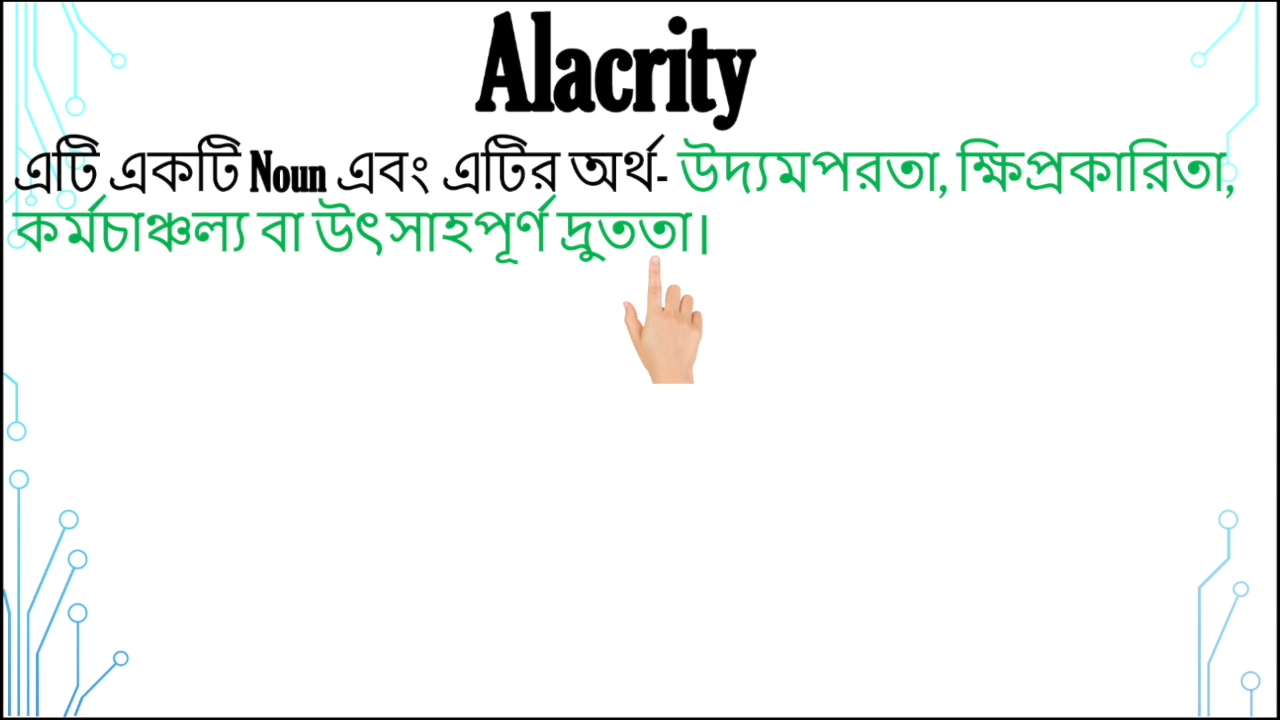 Alacrity
এটি একটি Noun এবং এটির অর্থ- উদ্যমপরতা, ক্ষিপ্রকারিতা,
কর্মচাঞ্চল্য বা উৎসাহপূর্ণ দ্রুততা।